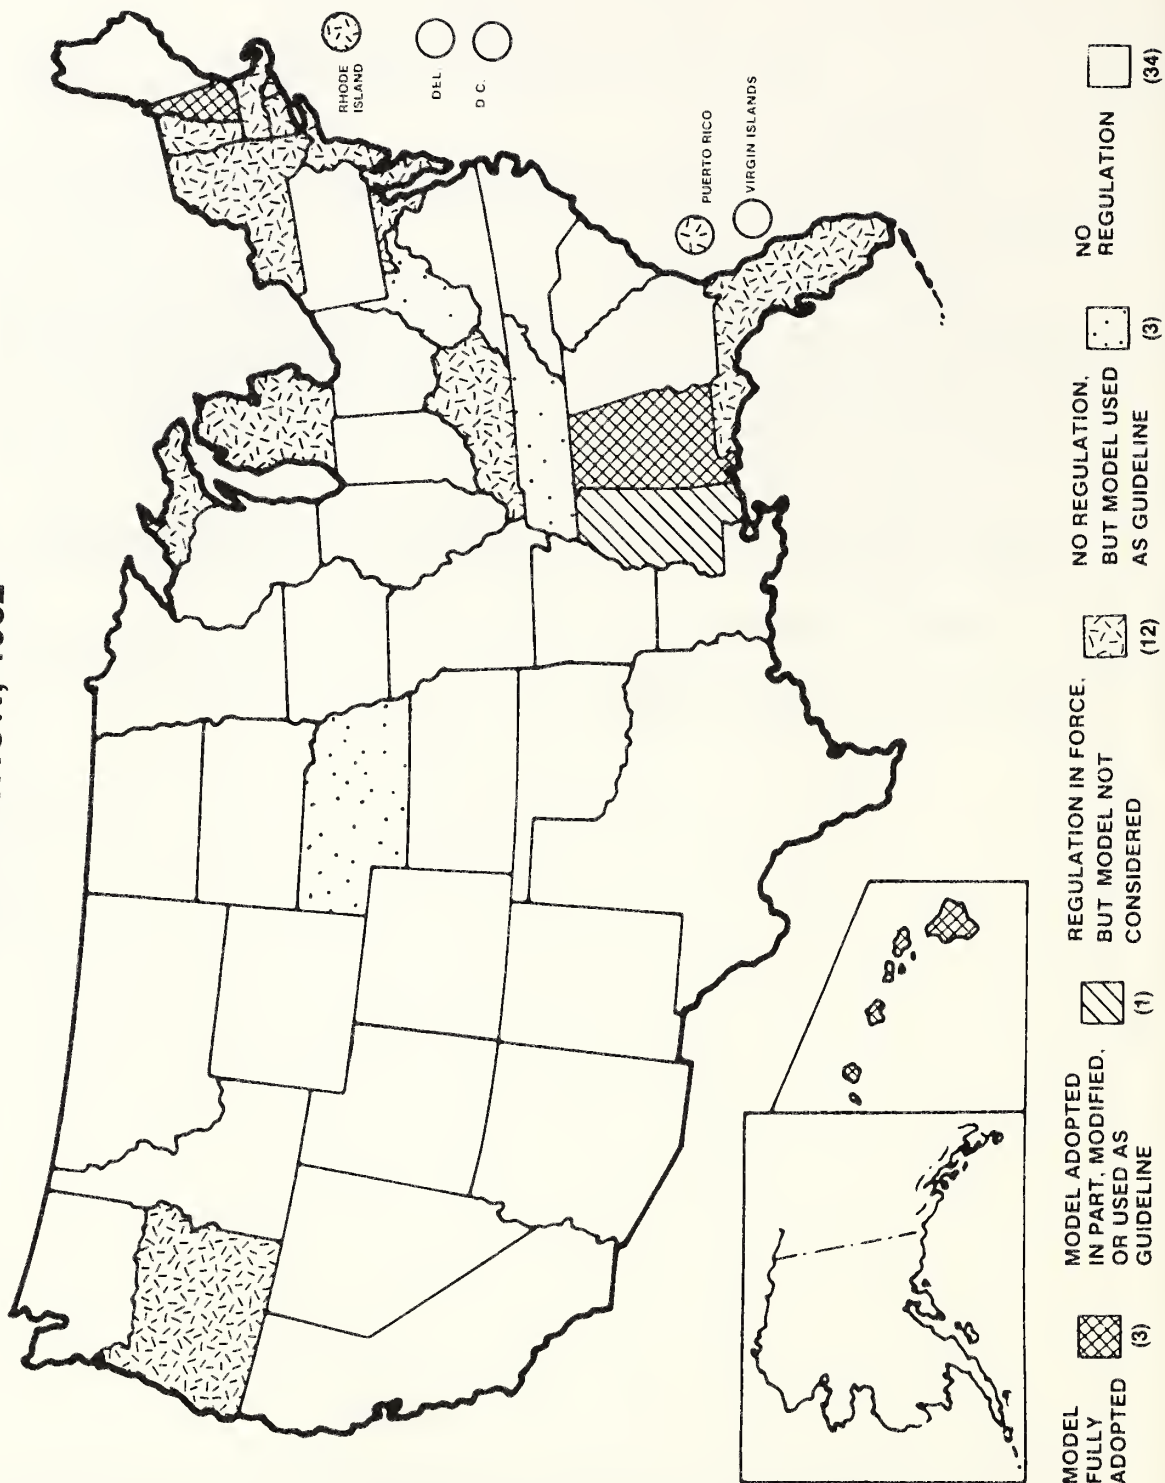 RHODE
ISLAND
DEL.
D C.
PUERTO RICO
VIRGIN ISLANDS
MODEL
FULLY
ADOPTED
(3)
MODEL ADOPTED
IN PART, MODIFIED,
OR USED AS
GUIDELINE
(1)
REGULATION IN FORCE,
BUT MODEL NOT
CONSIDERED
(12)
NO REGULATION,
BUT MODEL USED
AS GUIDELINE
(3)
NO
REGULATION
(34)